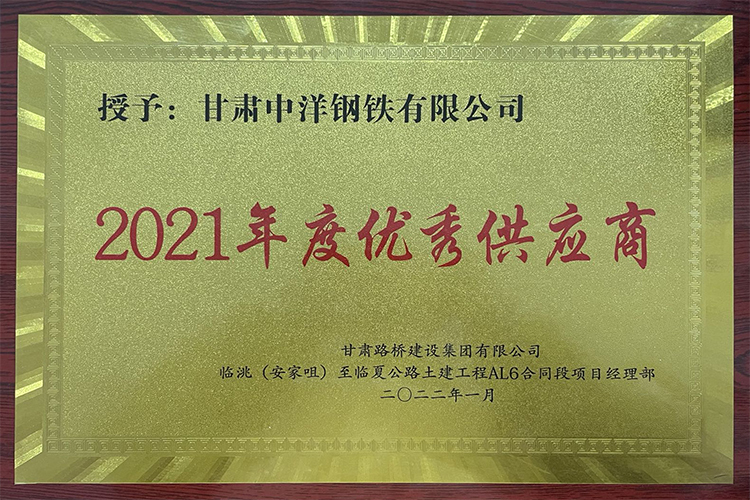 授予：甘肃中洋钢铁有限公司
2021年度优秀供应商
甘肃路桥建设集团有限公司
临洮（安家咀）至临夏公路土建工程AL6合同段项目经理部
二〇二二年一月